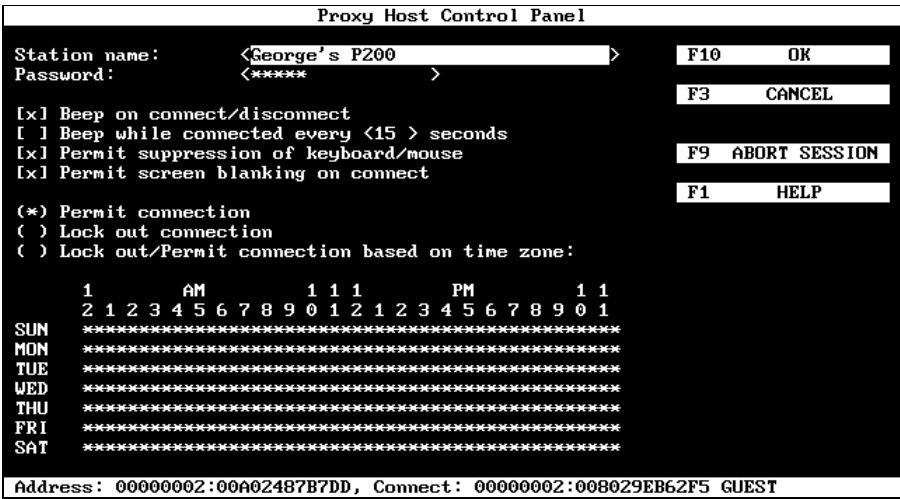 Proxy Host Control Panel
Station name: <George's P200 > F10 OK
Password: <***** >
F3 CANCEL
[x] Beep on connect/disconnect
[ ] Beep while connected every <15 > seconds
[x] Permit suppression of keyboard/mouse F9 ABORT SESSION
[x] Permit screen blanking on connect
F1 HELP
(*) Permit connection
( ) Lock out connection
( ) Lock out/Permit connection based on time zone:
1 AM 1 1 1 PM 1 1
2 1 2 3 4 5 6 7 8 9 0 1 2 1 2 3 4 5 6 7 8 9 0 1
SUN *************************************************
MON *************************************************
TUE *************************************************
WED *************************************************
THU *************************************************
FRI *************************************************
SAT *************************************************
Address: 00000002:00A02487B7DD, Connect: 00000002:008029EB62F5 GUEST